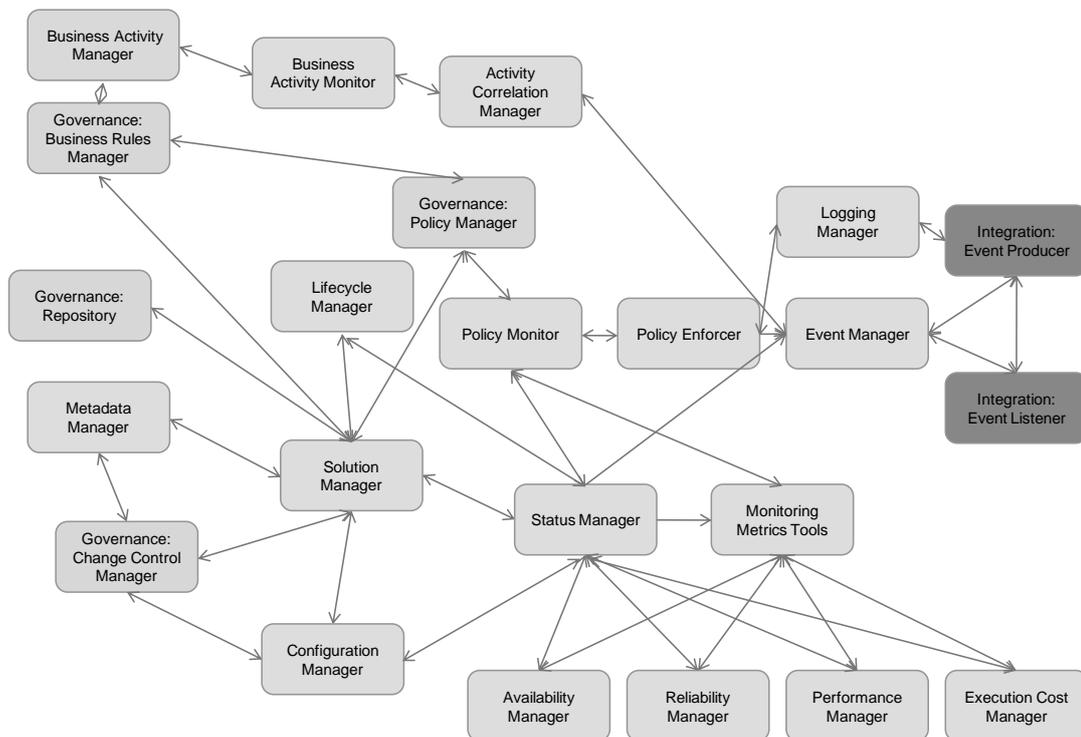 Business Activity
Manager
Business
Activity Monitor
Activity
Correlation
Manager
Governance:
Business Rules
Manager
Governance:
Policy Manager
Logging
Manager
Integration:
Event Producer
Governance:
Repository
Lifecycle
Manager
Policy Monitor
Policy Enforcer
Event Manager
Metadata
Manager
Integration:
Event Listener
Solution
Manager
Status Manager
Monitoring
Metrics Tools
Governance:
Change Control
Manager
Configuration
Manager
Availability
Manager
Reliability
Manager
Performance
Manager
Execution Cost
Manager